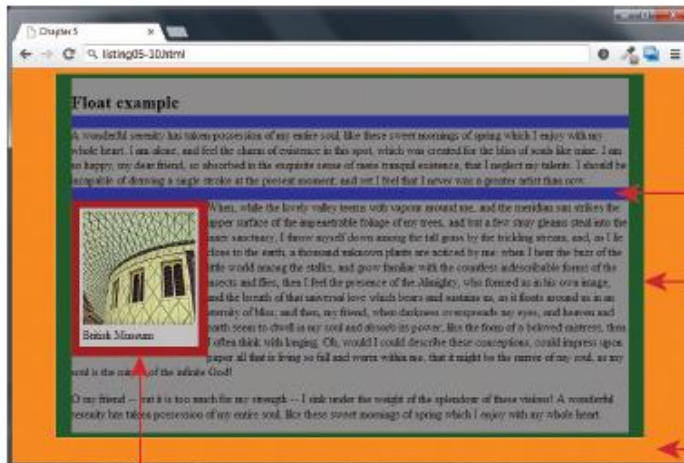 Chapter 5
listing05-10.html
Float example
A wonderful serenity has taken possession of my entire soul, like these sweet mornings of spring which I enjoy with my
whole heart. I am alone, and feel the charm of existence in this spot, which was created for the bliss of souls like mine. I am
so happy, my dear friend, so absorbed in the exquisite sense of mere tranquil existence, that I neglect my talents. I should be
incapable of drawing a single stroke at the present moment; and yet I feel that I never was a greater artist than now.
When, while the lovely valley teems with vapour around me, and the meridian sun strikes the
upper surface of the impenetrable foliage of my trees, and but a few stray gleams steal into the
inner sanctuary, I throw myself down among the tall grass by the trickling stream; and, as I lie
close to the earth, a thousand unknown plants are noticed by me: when I hear the buzz of the
little world among the stalks, and grow familiar with the countless indescribable forms of the
insects and flies, then I feel the presence of the Almighty, who formed us in his own image,
and the breath of that universal love which bears and sustains us, as it floats around us in an
eternity of bliss; and then, my friend, when darkness overspreads my eyes, and heaven and
earth seem to dwell in my soul and absorb its power, like the form of a beloved mistress, then
British Museum
I often think with longing, Oh, would I could describe these conceptions, could impress upon
paper all that is living so full and warm within me, that it might be the mirror of my soul, as my
soul is the mirror of the infinite God!
O my friend -- but it is too much for my strength -- I sink under the weight of the splendour of these visions! A wonderful
serenity has taken possession of my entire soul, like these sweet mornings of spring which I enjoy with my whole heart.